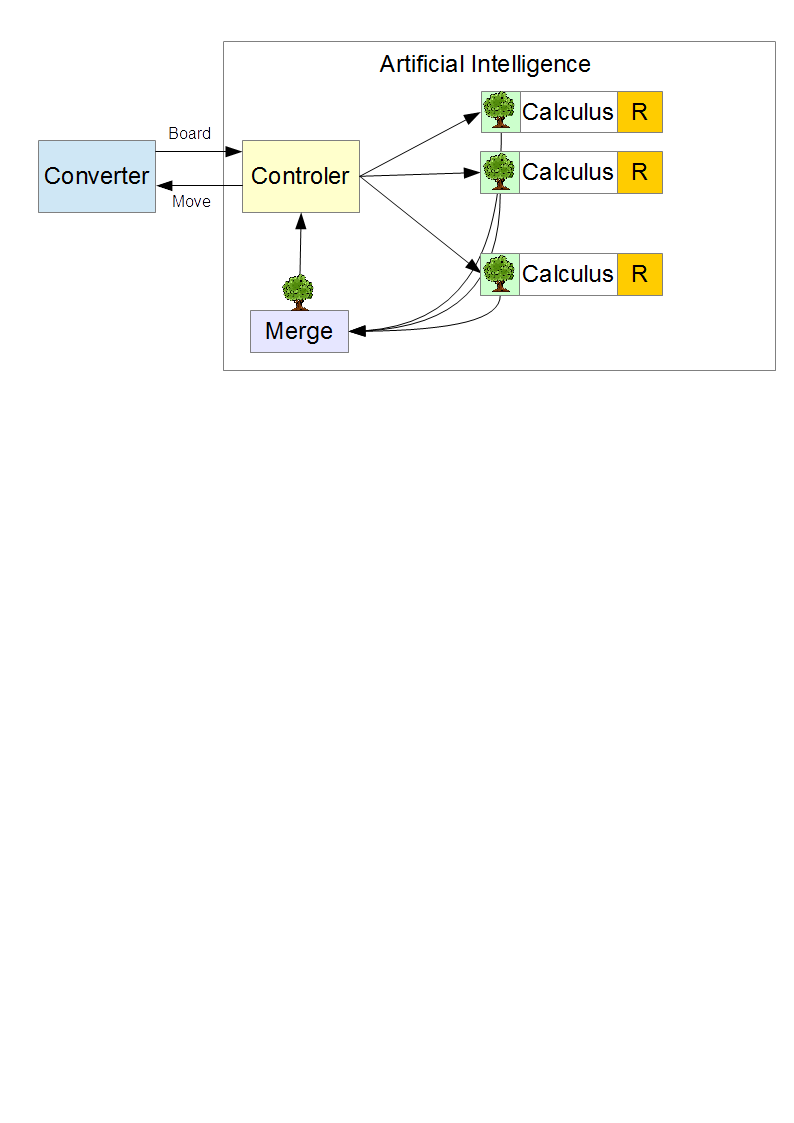 Artificial Intelligence
Calculus R
Board
Converter
Controler
Calculus R
Move
Calculus R
Merge